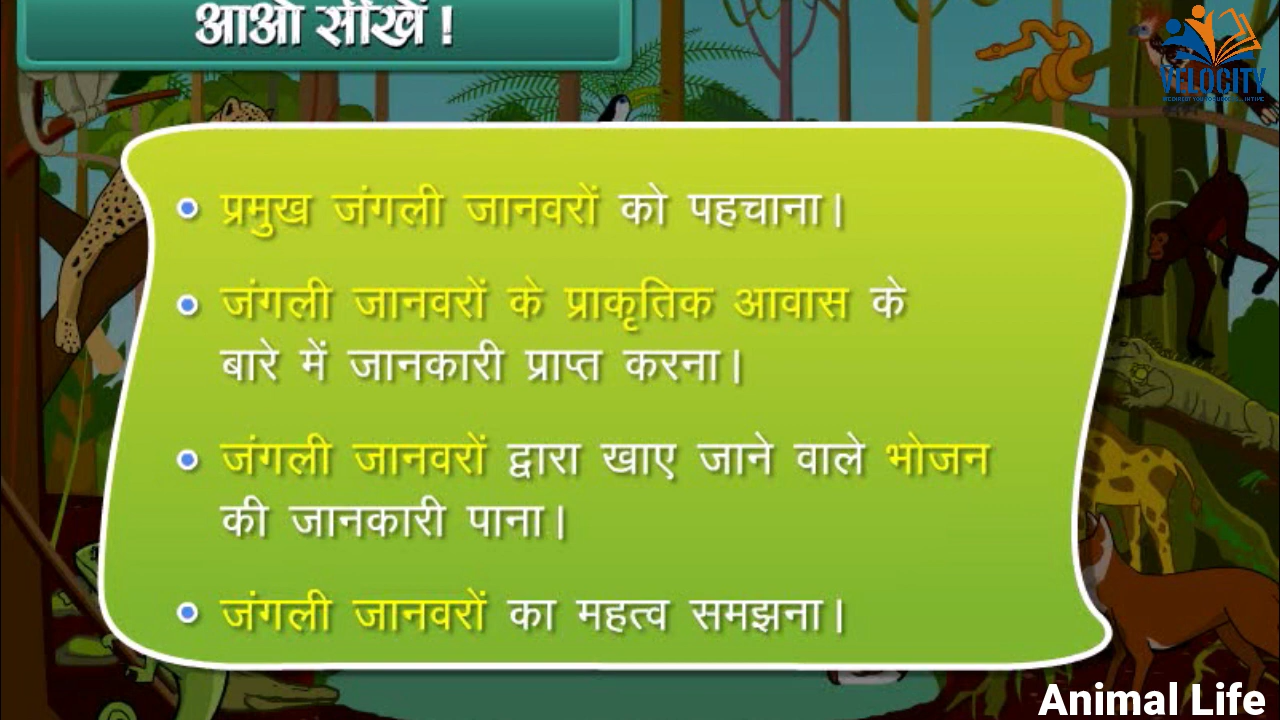 आओ सीखें !
VELOCITY
प्रमुख जंगली जानवरों को पहचाना।
जंगली जानवरों के प्राकृतिक आवास के
बारे में जानकारी प्राप्त करना।
जंगली जानवरों द्वारा खाए जाने वाले भोजन
की जानकारी पाना।
जंगली जानवरों का महत्व समझना।
Animal Life